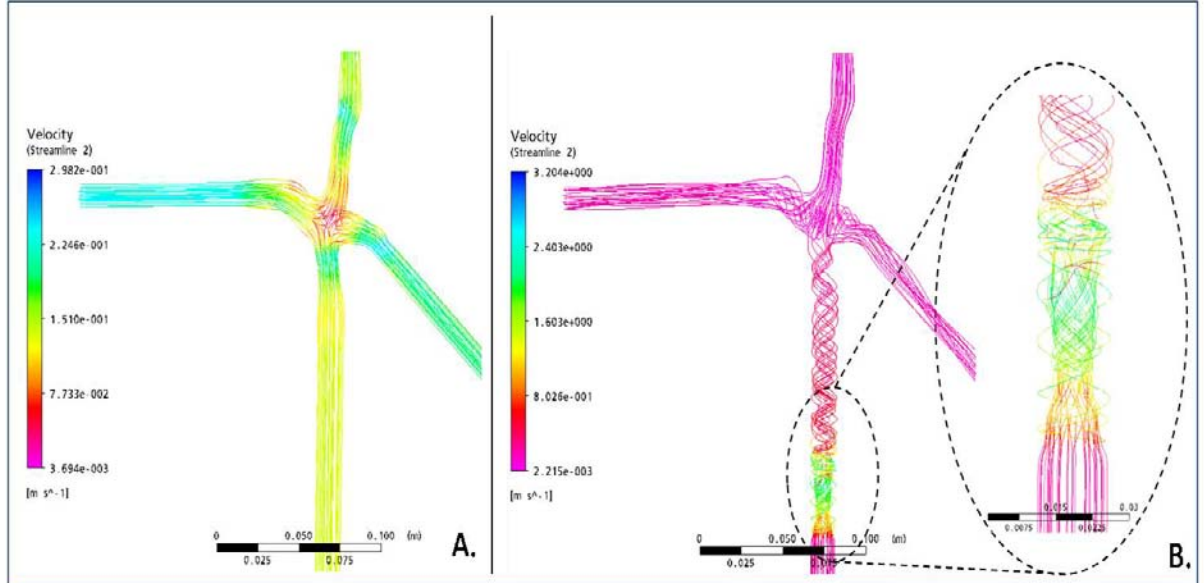 Velocity
(Streamline 2)
2.982e-001
2.246e-001
1.510e-001
7.733e-002
3.694e-003
[m s^-1]
0 0.050 0.100 (m)
0.025 0.075
A.
Velocity
(Streamline 2)
3.204e+000
2.403e+000
1.603e+000
8.026e-001
2.215e-003
[m s^-1]
0 0.050 0.100 (m)
0.025 0.075
0.015 0.03
0.0075 0.0225
B.